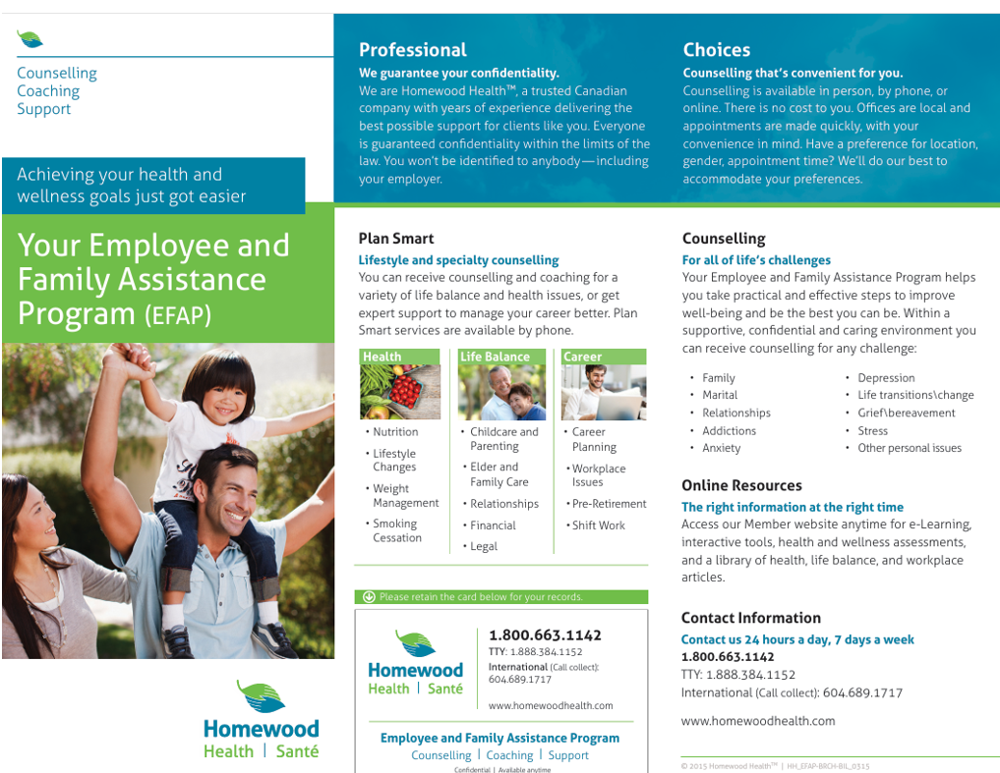 Counselling
Coaching
Support
Achieving your health and
wellness goals just got easier
Your Employee and
Family Assistance
Program (EFAP)
Homewood
Health | Santé
Professional
We guarantee your confidentiality.
We are Homewood Health™, a trusted Canadian
company with years of experience delivering the
best possible support for clients like you. Everyone
is guaranteed confidentiality within the limits of the
law. You won't be identified to anybody—including
your employer.
Choices
Counselling that's convenient for you.
Counselling is available in person, by phone, or
online. There is no cost to you. Offices are local and
appointments are made quickly, with your
convenience in mind. Have a preference for location,
gender, appointment time? We'll do our best to
accommodate your preferences.
Plan Smart
Lifestyle and specialty counselling
You can receive counselling and coaching for a
variety of life balance and health issues, or get
expert support to manage your career better. Plan
Smart services are available by phone.
Health
• Nutrition
• Lifestyle
Changes
• Weight
Management
• Smoking
Cessation
Life Balance
• Childcare and
Parenting
• Elder and
Family Care
• Relationships
• Financial
• Legal
Career
• Career
Planning
• Workplace
Issues
• Pre-Retirement
• Shift Work
Please retain the card below for your records.
Homewood
Health | Santé
1.800.663.1142
TTY: 1.888.384.1152
International (Call collect):
604.689.1717
www.homewoodhealth.com
Employee and Family Assistance Program
Counselling | Coaching | Support
Confidential | Available anytime
Counselling
For all of life's challenges
Your Employee and Family Assistance Program helps
you take practical and effective steps to improve
well-being and be the best you can be. Within a
supportive, confidential and caring environment you
can receive counselling for any challenge:
• Family
• Marital
• Relationships
• Addictions
• Anxiety
• Depression
• Life transitions\change
• Grief\bereavement
• Stress
• Other personal issues
Online Resources
The right information at the right time
Access our Member website anytime for e-Learning,
interactive tools, health and wellness assessments,
and a library of health, life balance, and workplace
articles.
Contact Information
Contact us 24 hours a day, 7 days a week
1.800.663.1142
TTY: 1.888.384.1152
International (Call collect): 604.689.1717
www.homewoodhealth.com
© 2015 Homewood Health™ | HH_EFAP-BRCH-BIL_0315